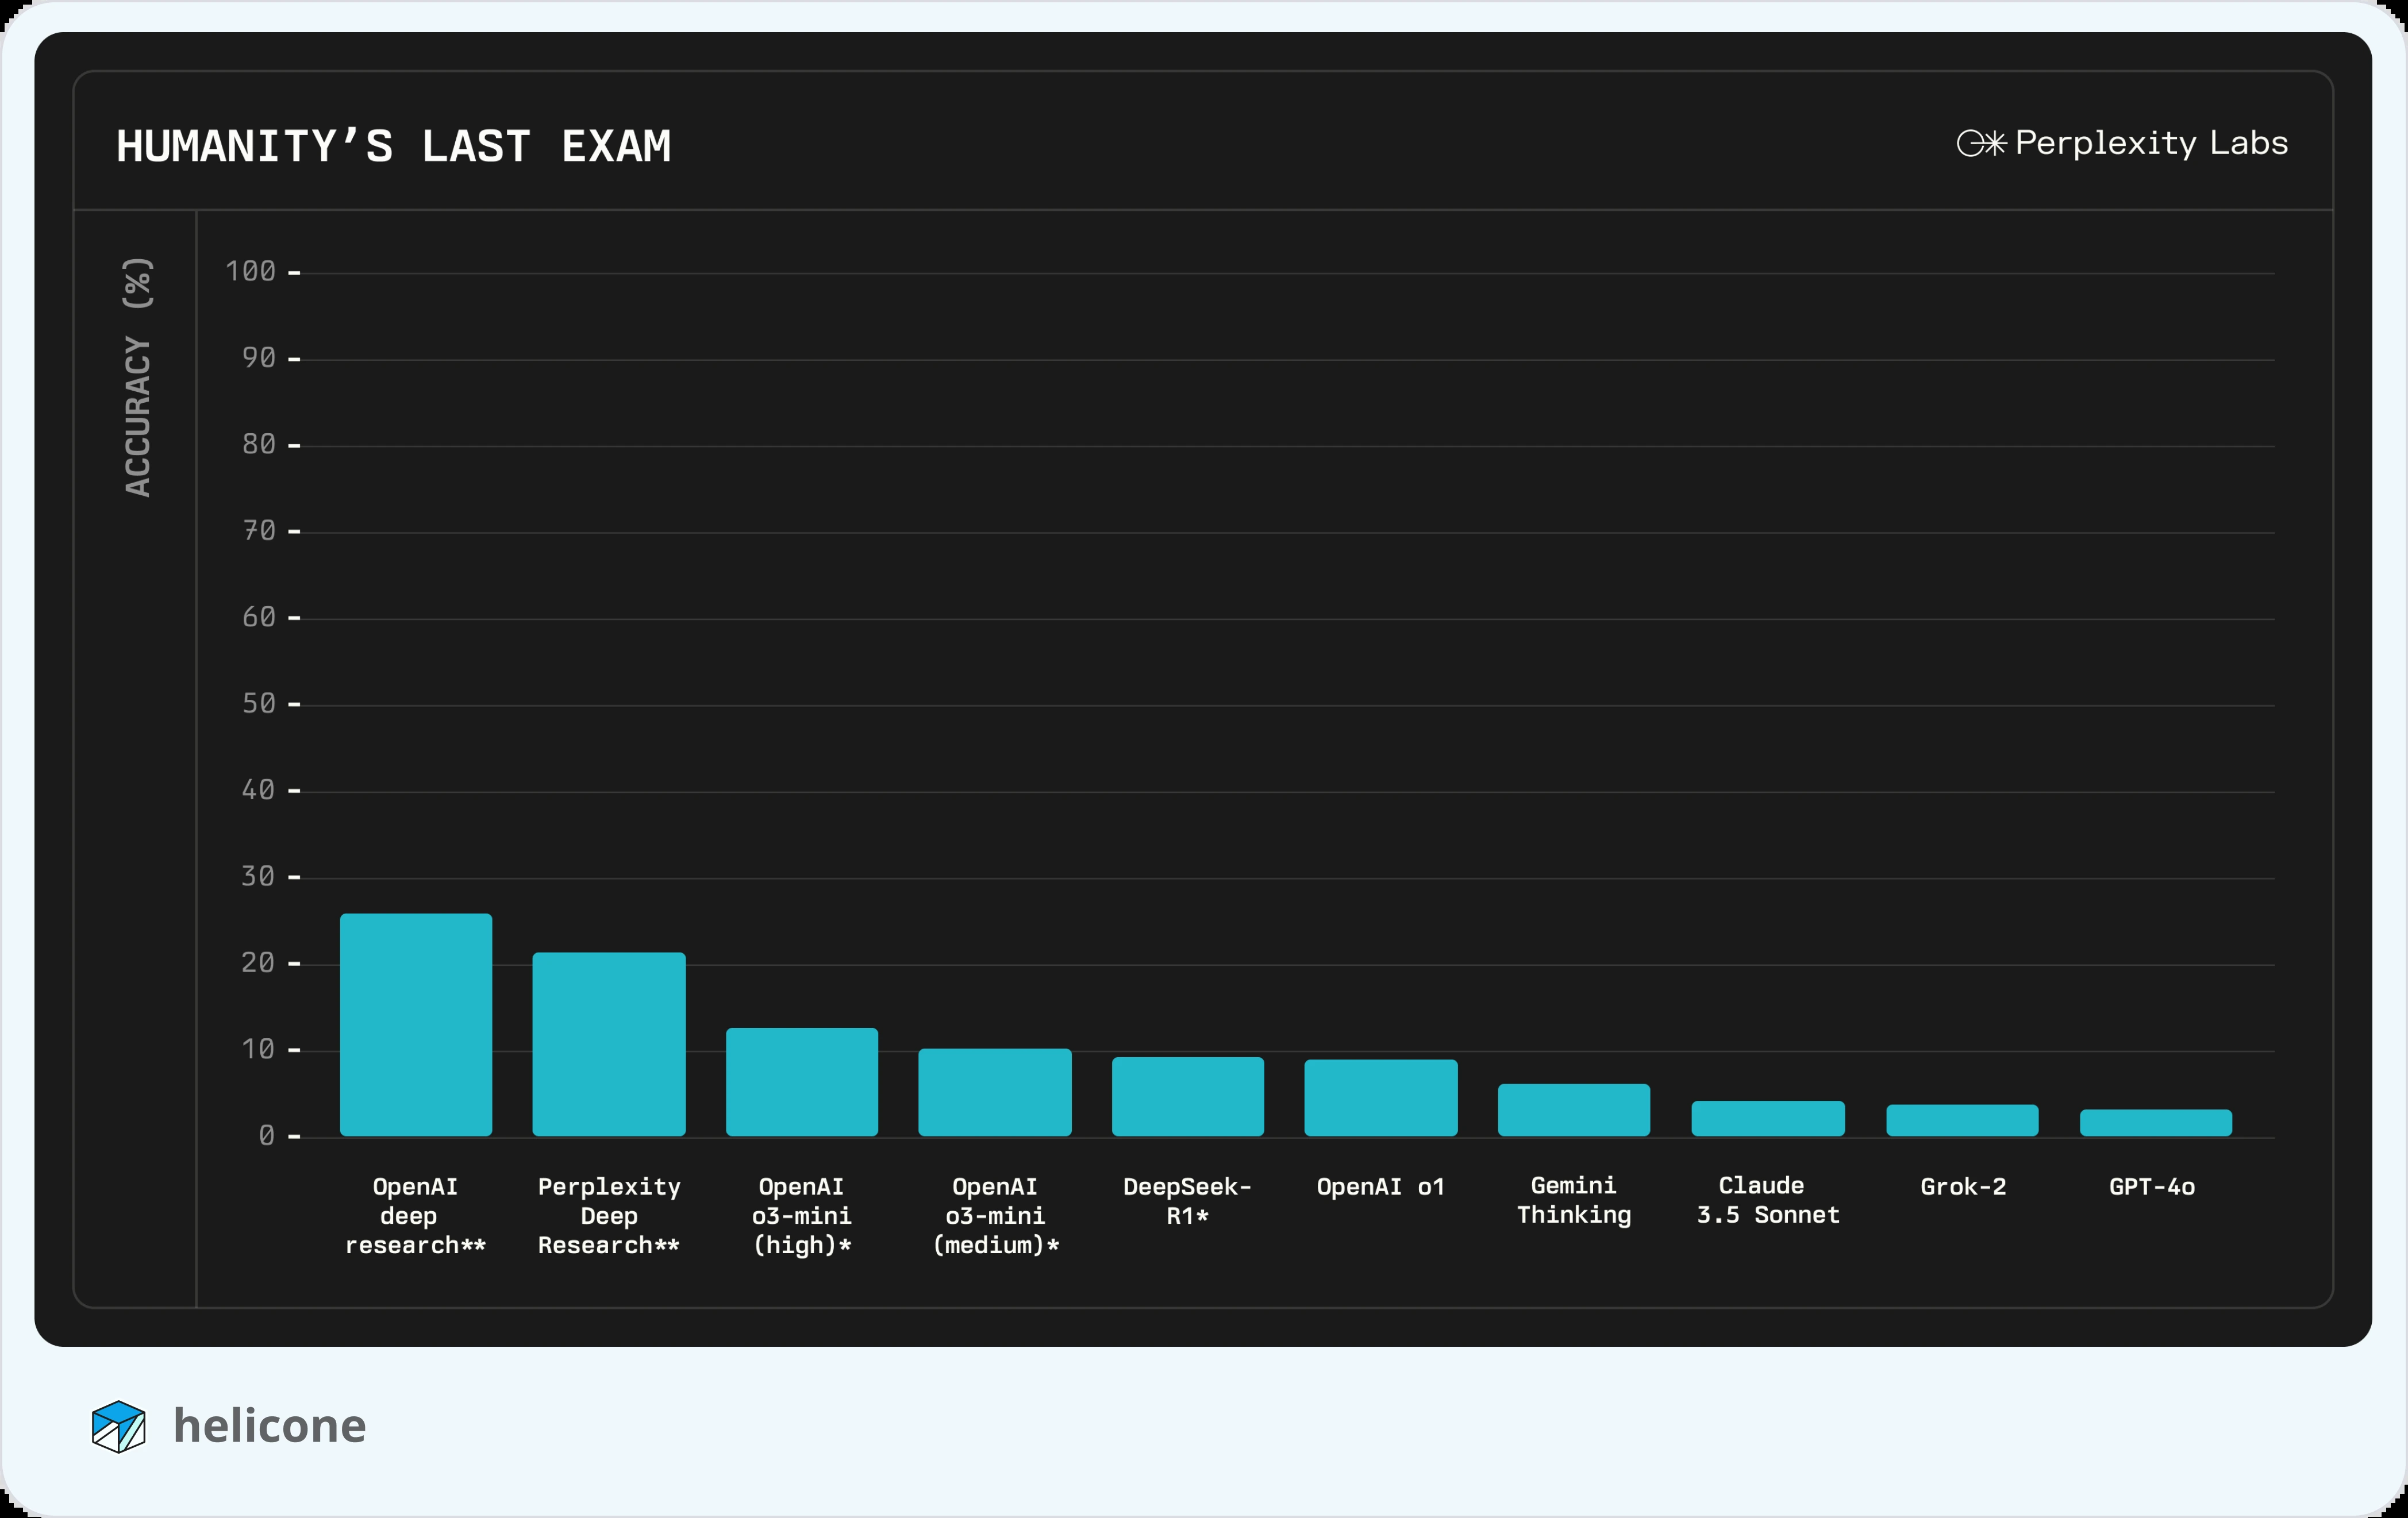 HUMANITY’S LAST EXAM
Perplexity Labs
ACCURACY (%)
100
90
80
70
60
50
40
30
20
10
0
OpenAI
deep
research**
Perplexity
Deep
Research**
OpenAI
o3-mini
(high)*
OpenAI
o3-mini
(medium)*
DeepSeek-
R1*
OpenAI o1
Gemini
Thinking
Claude
3.5 Sonnet
Grok-2
GPT-4o
helicone